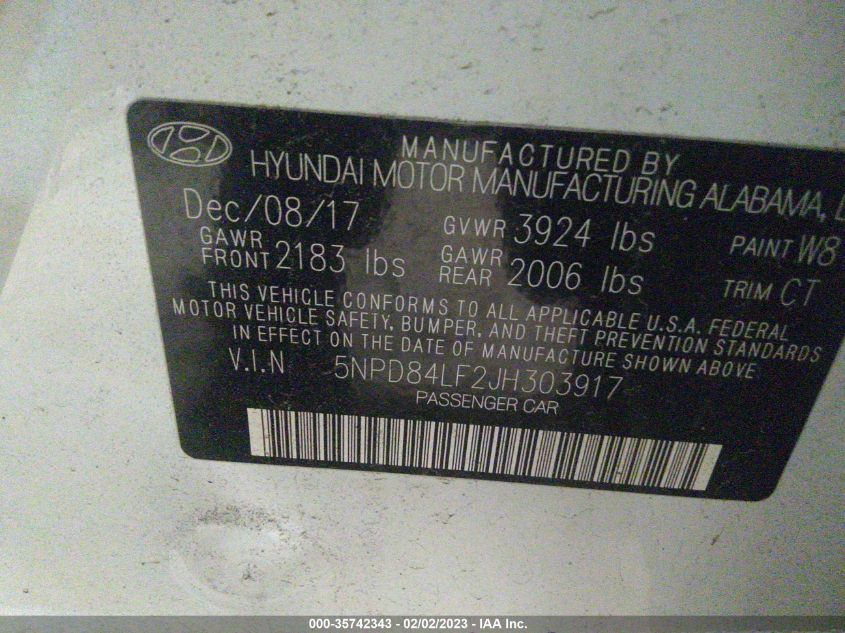 MANUFACTURED BY
HYUNDAI MOTOR MANUFACTURING ALABAMA,
Dec/08/17 GVWR 3924 lbs PAINT W8
GAWR FRONT 2183 lbs GAWR REAR 2006 lbs TRIM CT
THIS VEHICLE CONFORMS TO ALL APPLICABLE U.S.A. FEDERAL
MOTOR VEHICLE SAFETY, BUMPER, AND THEFT PREVENTION STANDARDS
IN EFFECT ON THE DATE OF MANUFACTURE SHOWN ABOVE.
V.I.N 5NPD84LF2JH303917
PASSENGER CAR
000-35742343 - 02/02/2023 - IAA Inc.